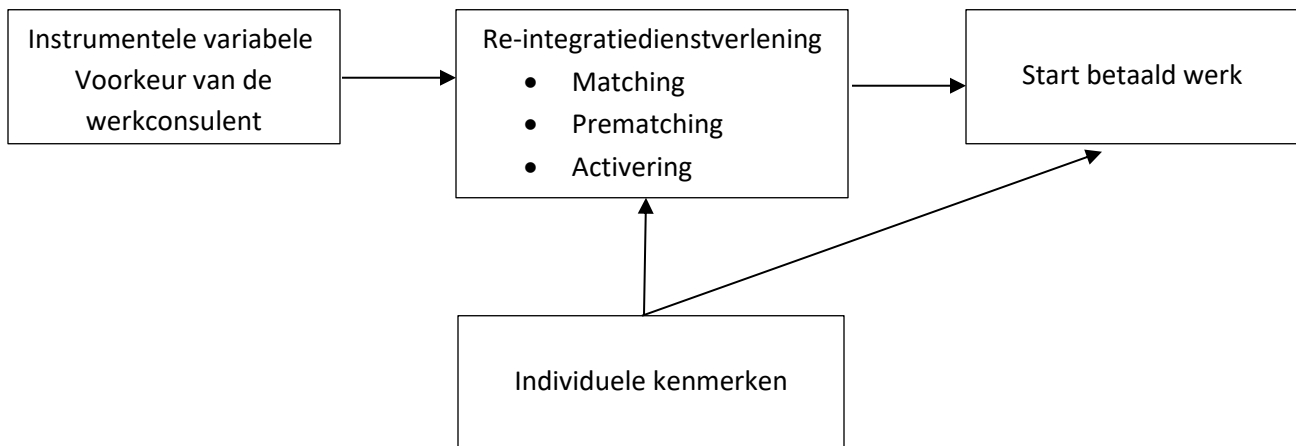 Instrumentele variabele
Voorkeur van de
werkconsulent
Re-integratiedienstverlening
• Matching
• Prematching
• Activering
Start betaald werk
Individuele kenmerken